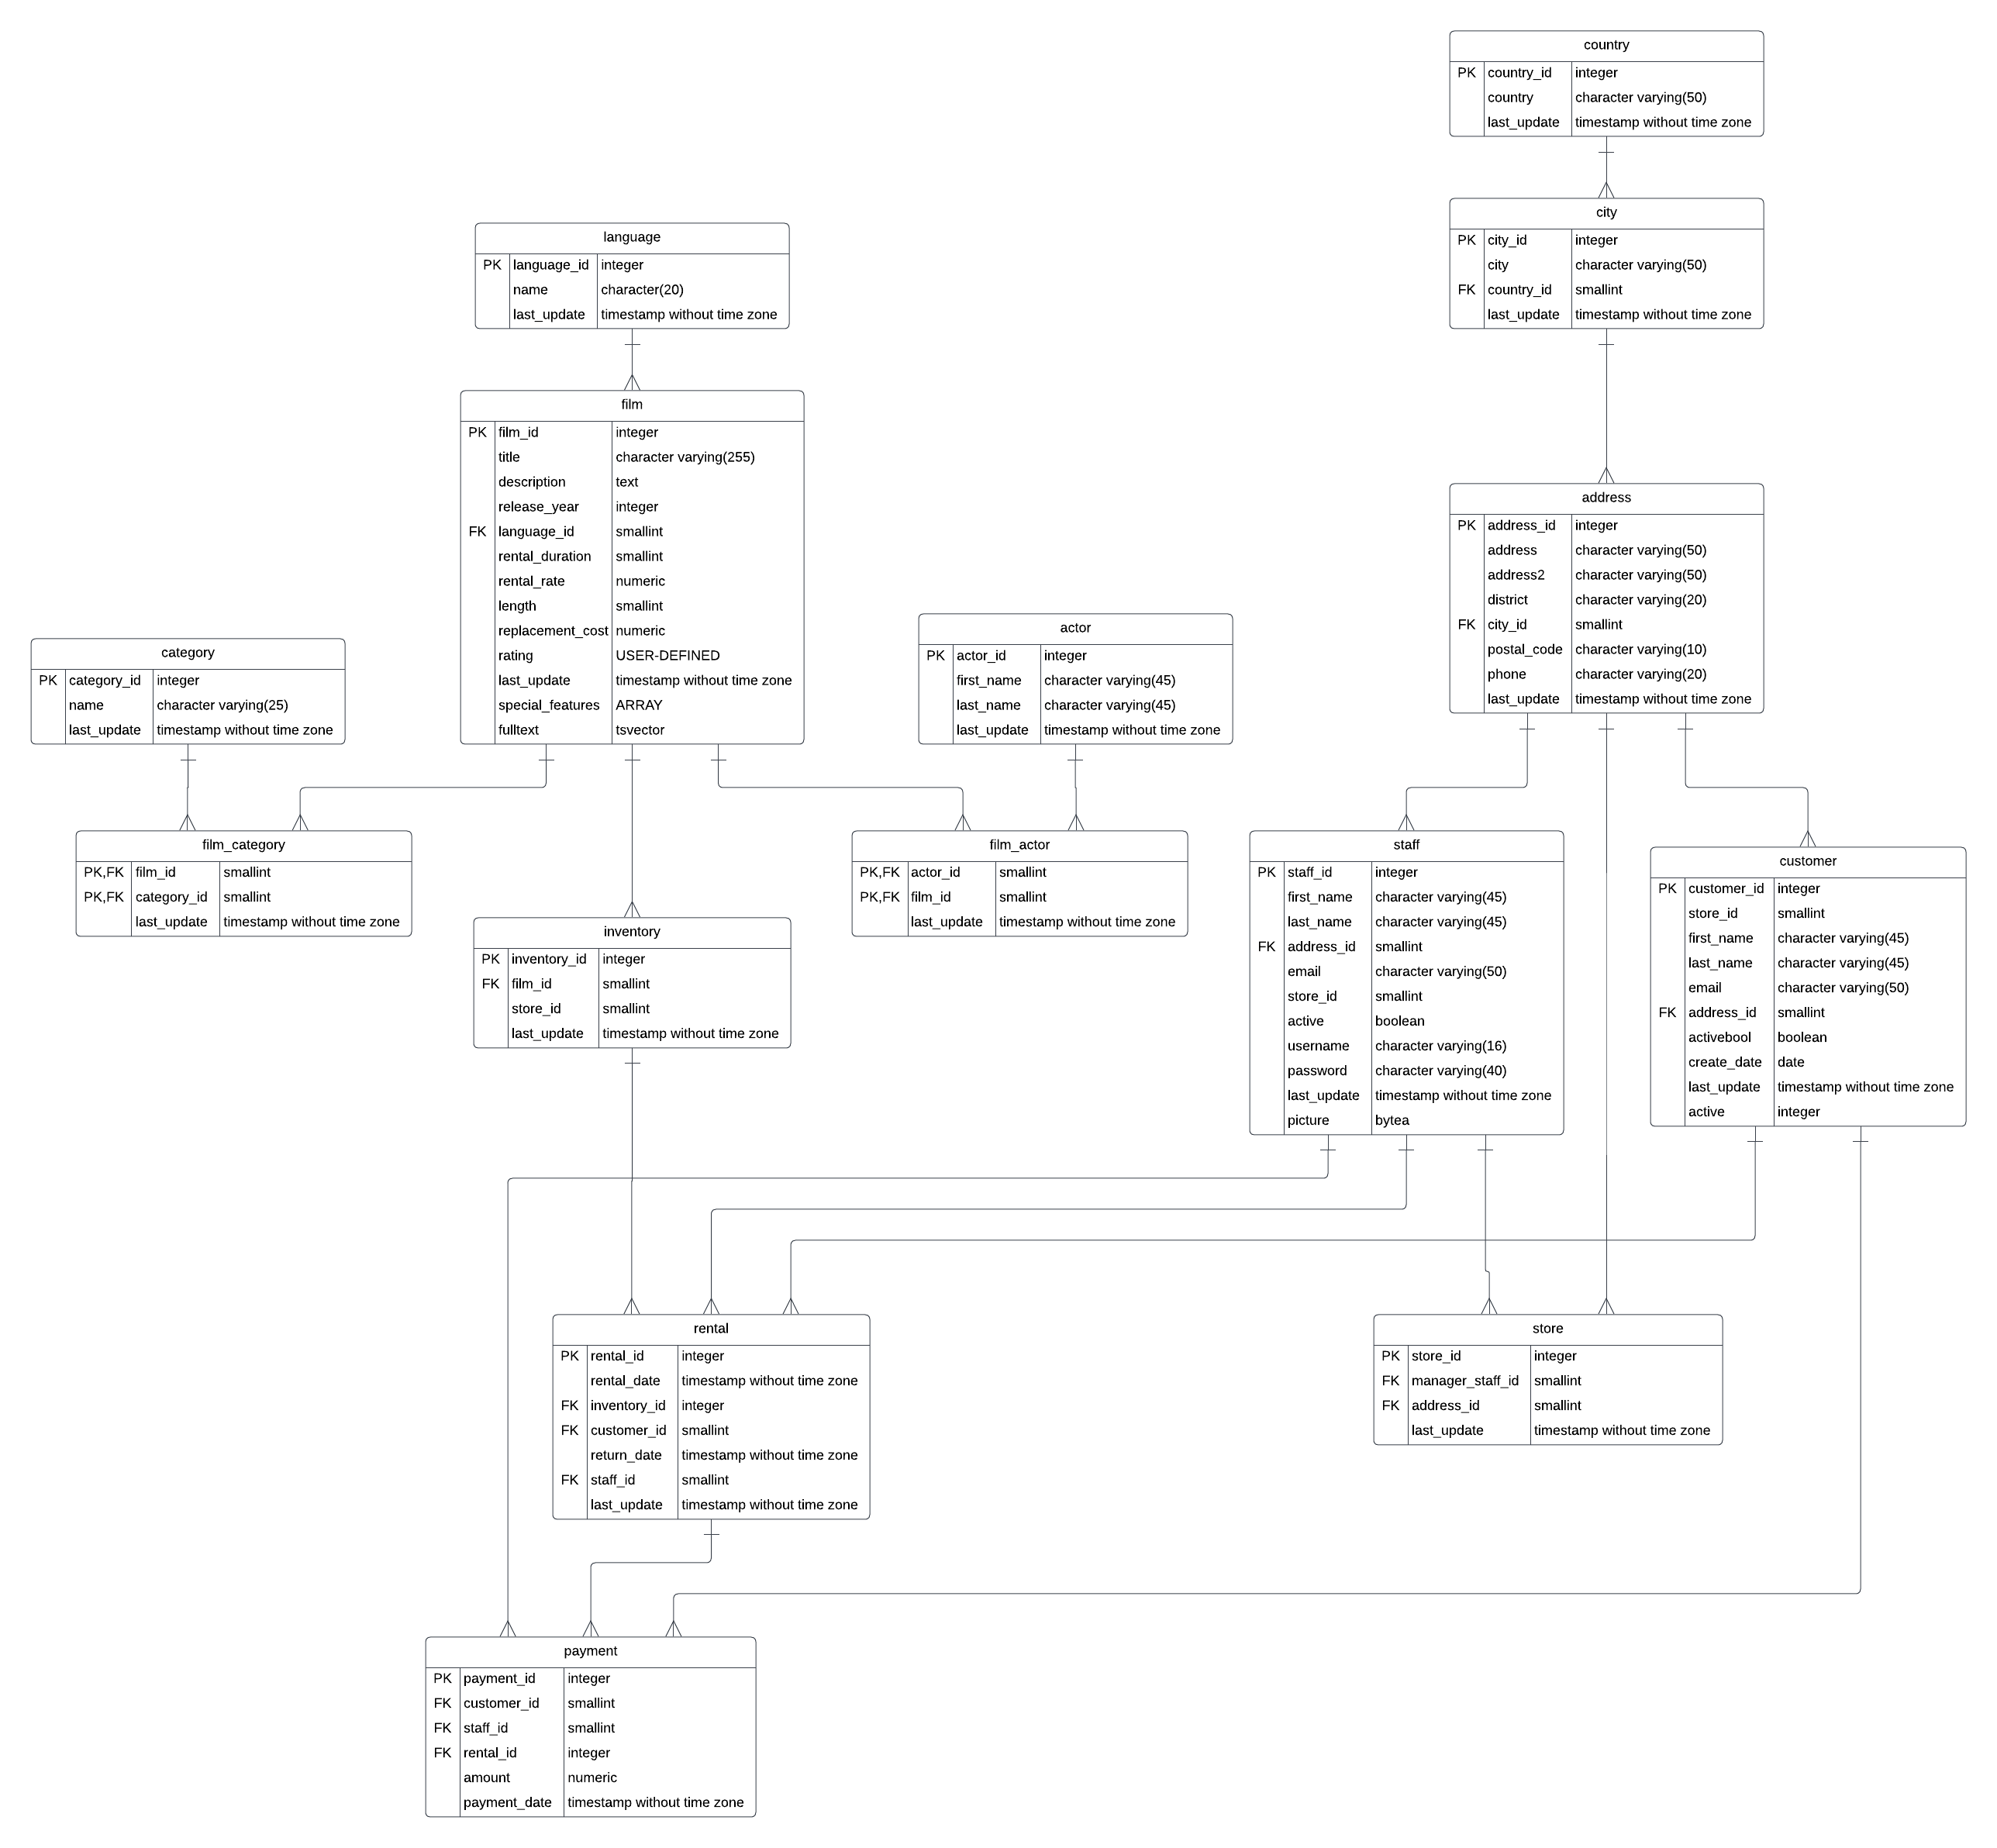 country
PK country_id integer
country character varying(50)
last_update timestamp without time zone
city
PK city_id integer
city character varying(50)
FK country_id smallint
last_update timestamp without time zone
language
PK language_id integer
name character(20)
last_update timestamp without time zone
film
PK film_id integer
title character varying(255)
description text
release_year integer
FK language_id smallint
rental_duration smallint
rental_rate numeric
length smallint
replacement_cost numeric
rating USER-DEFINED
last_update timestamp without time zone
special_features ARRAY
fulltext tsvector
address
PK address_id integer
address character varying(50)
address2 character varying(50)
district character varying(20)
FK city_id smallint
postal_code character varying(10)
phone character varying(20)
last_update timestamp without time zone
category
PK category_id integer
name character varying(25)
last_update timestamp without time zone
actor
PK actor_id integer
first_name character varying(45)
last_name character varying(45)
last_update timestamp without time zone
film_category
PK,FK film_id smallint
PK,FK category_id smallint
last_update timestamp without time zone
inventory
PK inventory_id integer
FK film_id smallint
store_id smallint
last_update timestamp without time zone
film_actor
PK,FK actor_id smallint
PK,FK film_id smallint
last_update timestamp without time zone
staff
PK staff_id integer
first_name character varying(45)
last_name character varying(45)
FK address_id smallint
email character varying(50)
store_id smallint
active boolean
username character varying(16)
password character varying(40)
last_update timestamp without time zone
picture bytea
customer
PK customer_id integer
store_id smallint
first_name character varying(45)
last_name character varying(45)
email character varying(50)
FK address_id smallint
activebool boolean
create_date date
last_update timestamp without time zone
active integer
rental
PK rental_id integer
rental_date timestamp without time zone
FK inventory_id integer
FK customer_id smallint
return_date timestamp without time zone
FK staff_id smallint
last_update timestamp without time zone
store
PK store_id integer
FK manager_staff_id smallint
FK address_id smallint
last_update timestamp without time zone
payment
PK payment_id integer
FK customer_id smallint
FK staff_id smallint
FK rental_id integer
amount numeric
payment_date timestamp without time zone